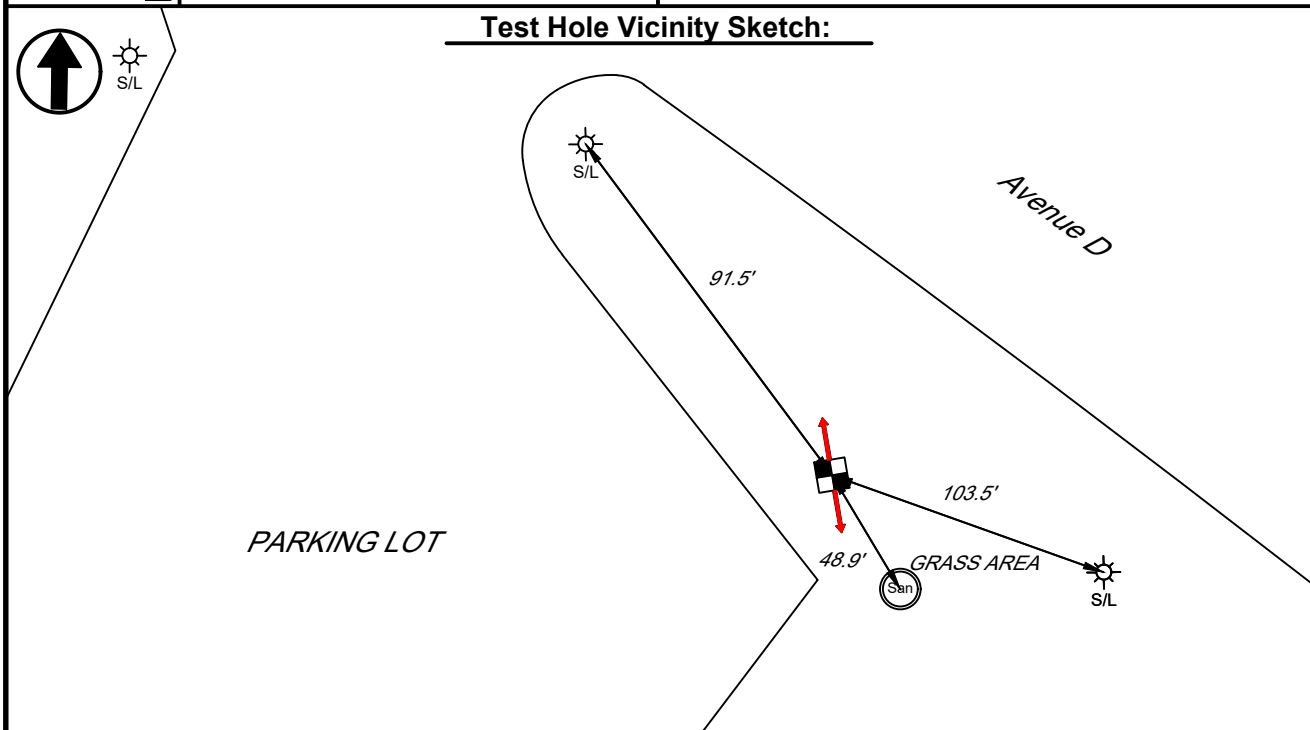 Test Hole Vicinity Sketch:
S/L
S/L
Avenue D
91.5'
103.5'
PARKING LOT
48.9'
GRASS AREA
San
S/L